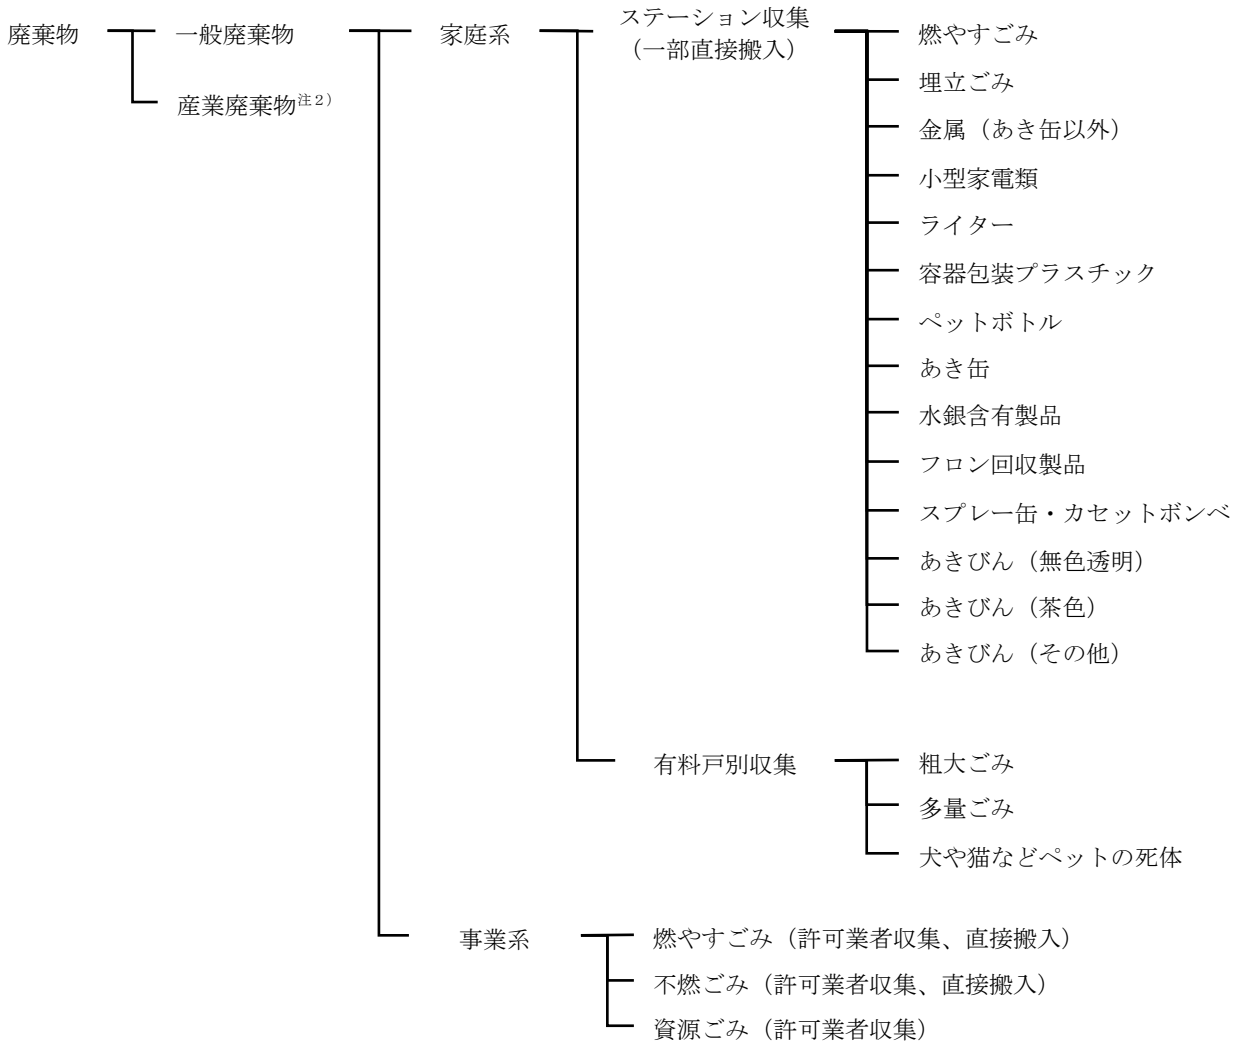 廃棄物
一般廃棄物
産業廃棄物注2)
家庭系
ステーション収集
（一部直接搬入）
燃やすごみ
埋立ごみ
金属（あき缶以外）
小型家電類
ライター
容器包装プラスチック
ペットボトル
あき缶
水銀含有製品
フロン回収製品
スプレー缶・カセットボンベ
あきびん（無色透明）
あきびん（茶色）
あきびん（その他）
有料戸別収集
粗大ごみ
多量ごみ
犬や猫などペットの死体
事業系
燃やすごみ（許可業者収集、直接搬入）
不燃ごみ（許可業者収集、直接搬入）
資源ごみ（許可業者収集）